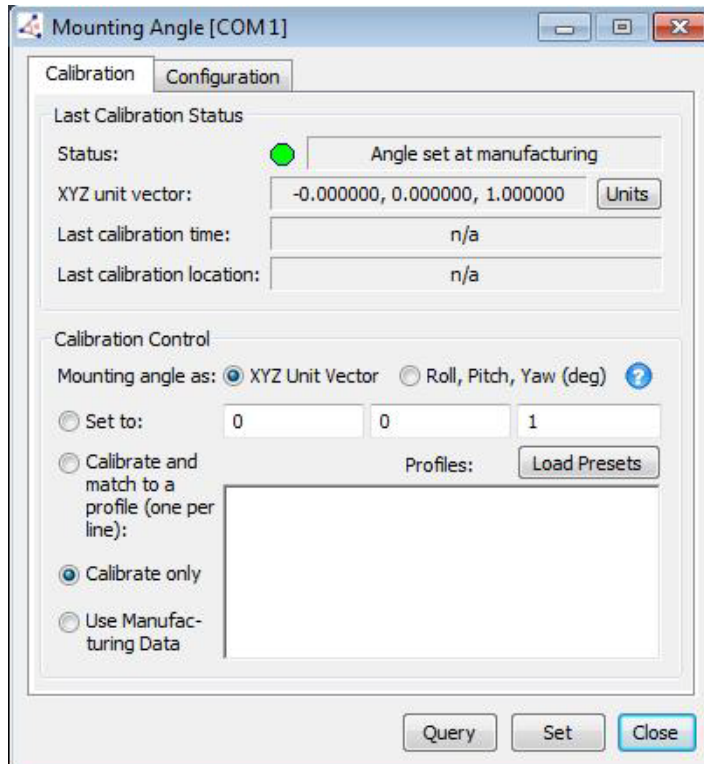 Mounting Angle [COM1]
Calibration Configuration
Last Calibration Status
Status: Angle set at manufacturing
XYZ unit vector: -0.000000, 0.000000, 1.000000 Units
Last calibration time: n/a
Last calibration location: n/a
Calibration Control
Mounting angle as: XYZ Unit Vector Roll, Pitch, Yaw (deg) ?
Set to: 0 0 1
Calibrate and
match to a
profile (one per
line):
Profiles: Load Presets
Calibrate only
Use Manufac-
turing Data
Query Set Close